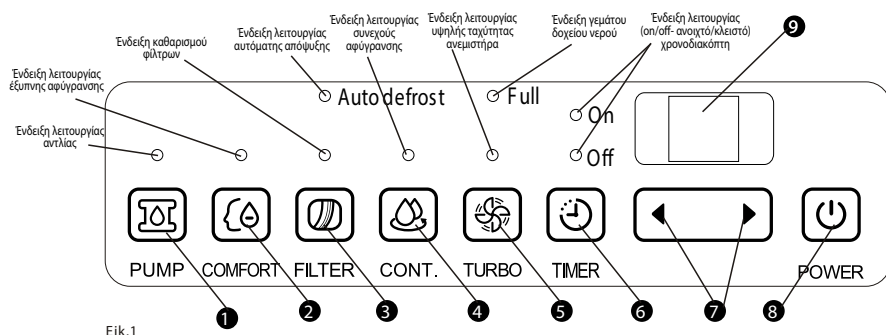 Ένδειξη λειτουργίας
έξυπνης αφύγρανσης
Ένδειξη λειτουργίας
αντλίας
Ένδειξη καθαρισμού
φίλτρων
Ένδειξη λειτουργίας
αυτόματης απόψυξης
Ένδειξη λειτουργίας
συνεχούς
αφύγρανσης
Ένδειξη λειτουργίας
υψηλής ταχύτητας
ανεμιστήρα
Ένδειξη γεμάτου
δοχείου νερού
Ένδειξη λειτουργίας
(on/off- ανοιχτό/κλειστό)
χρονοδιακόπτη
9
Auto defrost
Full
On
Off
PUMP
COMFORT
FILTER
CONT.
TURBO
TIMER
POWER
1
2
3
4
5
6
7
8
Εικ.1